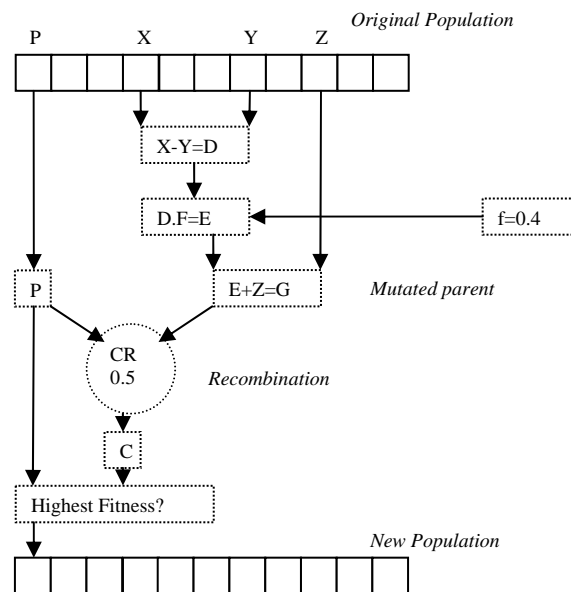 Original Population
P X Y Z
X-Y=D
D.F=E
f=0.4
P
E+Z=G
Mutated parent
CR
0.5
Recombination
C
Highest Fitness?
New Population